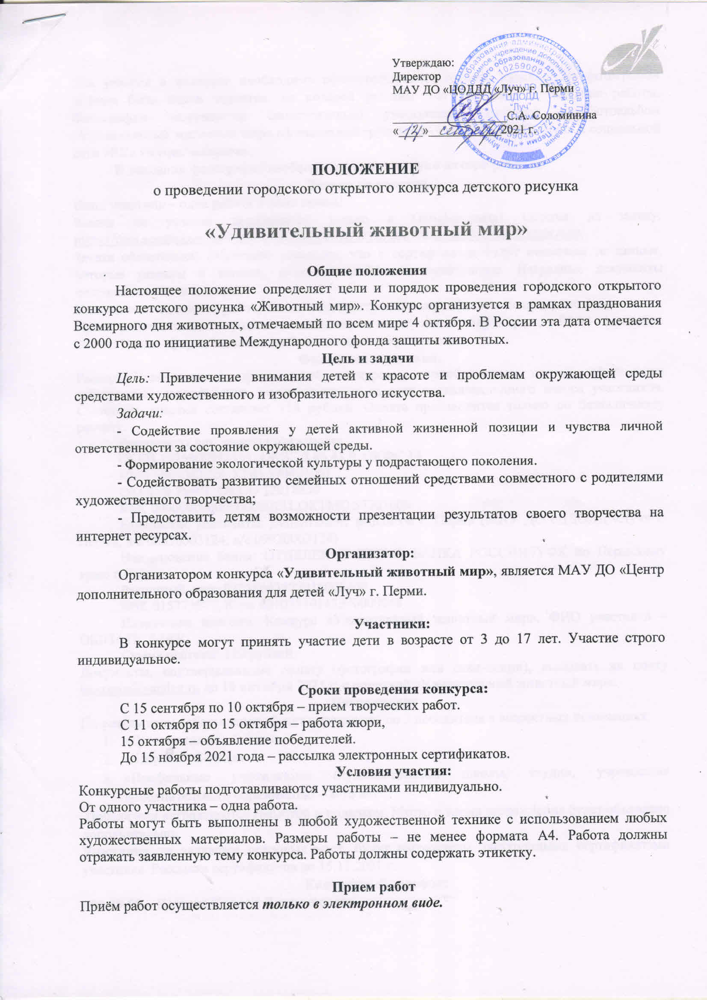 Утверждаю:
Директор
МАУ ДО «ЦОДДД «Луч» г. Перми
С.А. Соломинина
«12» сентября 2021 г.
МАУ ДО
"ЦДОДД
"Луч"
г. Перми
ПОЛОЖЕНИЕ
о проведении городского открытого конкурса детского рисунка
«Удивительный животный мир»
Общие положения
Настоящее положение определяет цели и порядок проведения городского открытого
конкурса детского рисунка «Животный мир». Конкурс организуется в рамках празднования
Всемирного дня животных, отмечаемый по всем мире 4 октября. В России эта дата отмечается
с 2000 года по инициативе Международного фонда защиты животных.
Цель и задачи
Цель: Привлечение внимания детей к красоте и проблемам окружающей среды
средствами художественного и изобразительного искусства.
Задачи:
- Содействие проявления у детей активной жизненной позиции и чувства личной
ответственности за состояние окружающей среды.
- Формирование экологической культуры у подрастающего поколения.
- Содействовать развитию семейных отношений средствами совместного с родителями
художественного творчества;
- Предоставить детям возможности презентации результатов своего творчества на
интернет ресурсах.
Организатор:
Организатором конкурса «Удивительный животный мир», является МАУ ДО «Центр
дополнительного образования для детей «Луч» г. Перми.
Участники:
В конкурсе могут принять участие дети в возрасте от 3 до 17 лет. Участие строго
индивидуальное.
Сроки проведения конкурса:
С 15 сентября по 10 октября – прием творческих работ.
С 11 октября по 15 октября – работа жюри,
15 октября – объявление победителей.
До 15 ноября 2021 года – рассылка электронных сертификатов.
Условия участия:
Конкурсные работы подготавливаются участниками индивидуально.
От одного участника – одна работа.
Работы могут быть выполнены в любой художественной технике с использованием любых
художественных материалов. Размеры работы – не менее формата А4. Работа должны
отражать заявленную тему конкурса. Работы должны содержать этикетку.
Прием работ
Приём работ осуществляется только в электронном виде.